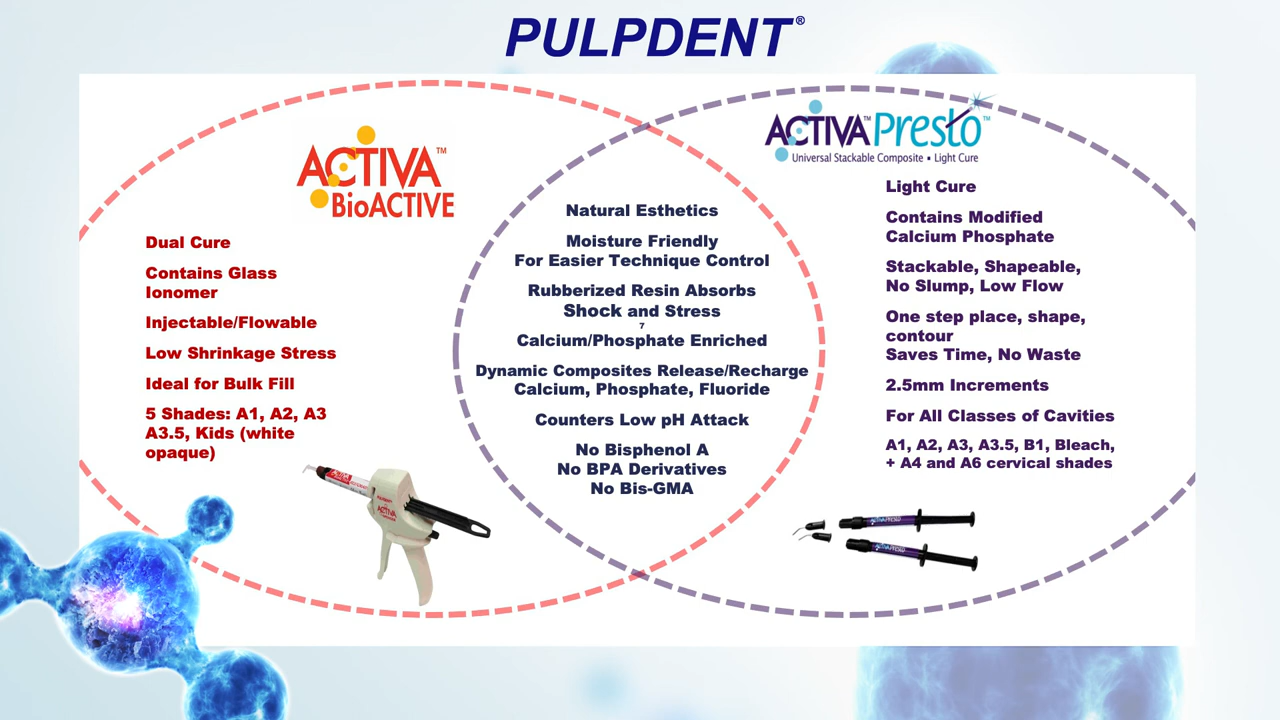 PULPDENT®
ACTIVA™
BioACTIVE
Dual Cure
Contains Glass
Ionomer
Injectable/Flowable
Low Shrinkage Stress
Ideal for Bulk Fill
5 Shades: A1, A2, A3
A3.5, Kids (white
opaque)
Natural Esthetics
Moisture Friendly
For Easier Technique Control
Rubberized Resin Absorbs
Shock and Stress
7
Calcium/Phosphate Enriched
Dynamic Composites Release/Recharge
Calcium, Phosphate, Fluoride
Counters Low pH Attack
No Bisphenol A
No BPA Derivatives
No Bis-GMA
ACTIVA™ Presto™
Universal Stackable Composite ▪ Light Cure
Light Cure
Contains Modified
Calcium Phosphate
Stackable, Shapeable,
No Slump, Low Flow
One step place, shape,
contour
Saves Time, No Waste
2.5mm Increments
For All Classes of Cavities
A1, A2, A3, A3.5, B1, Bleach,
+ A4 and A6 cervical shades
ACTIVA
ACTIVA